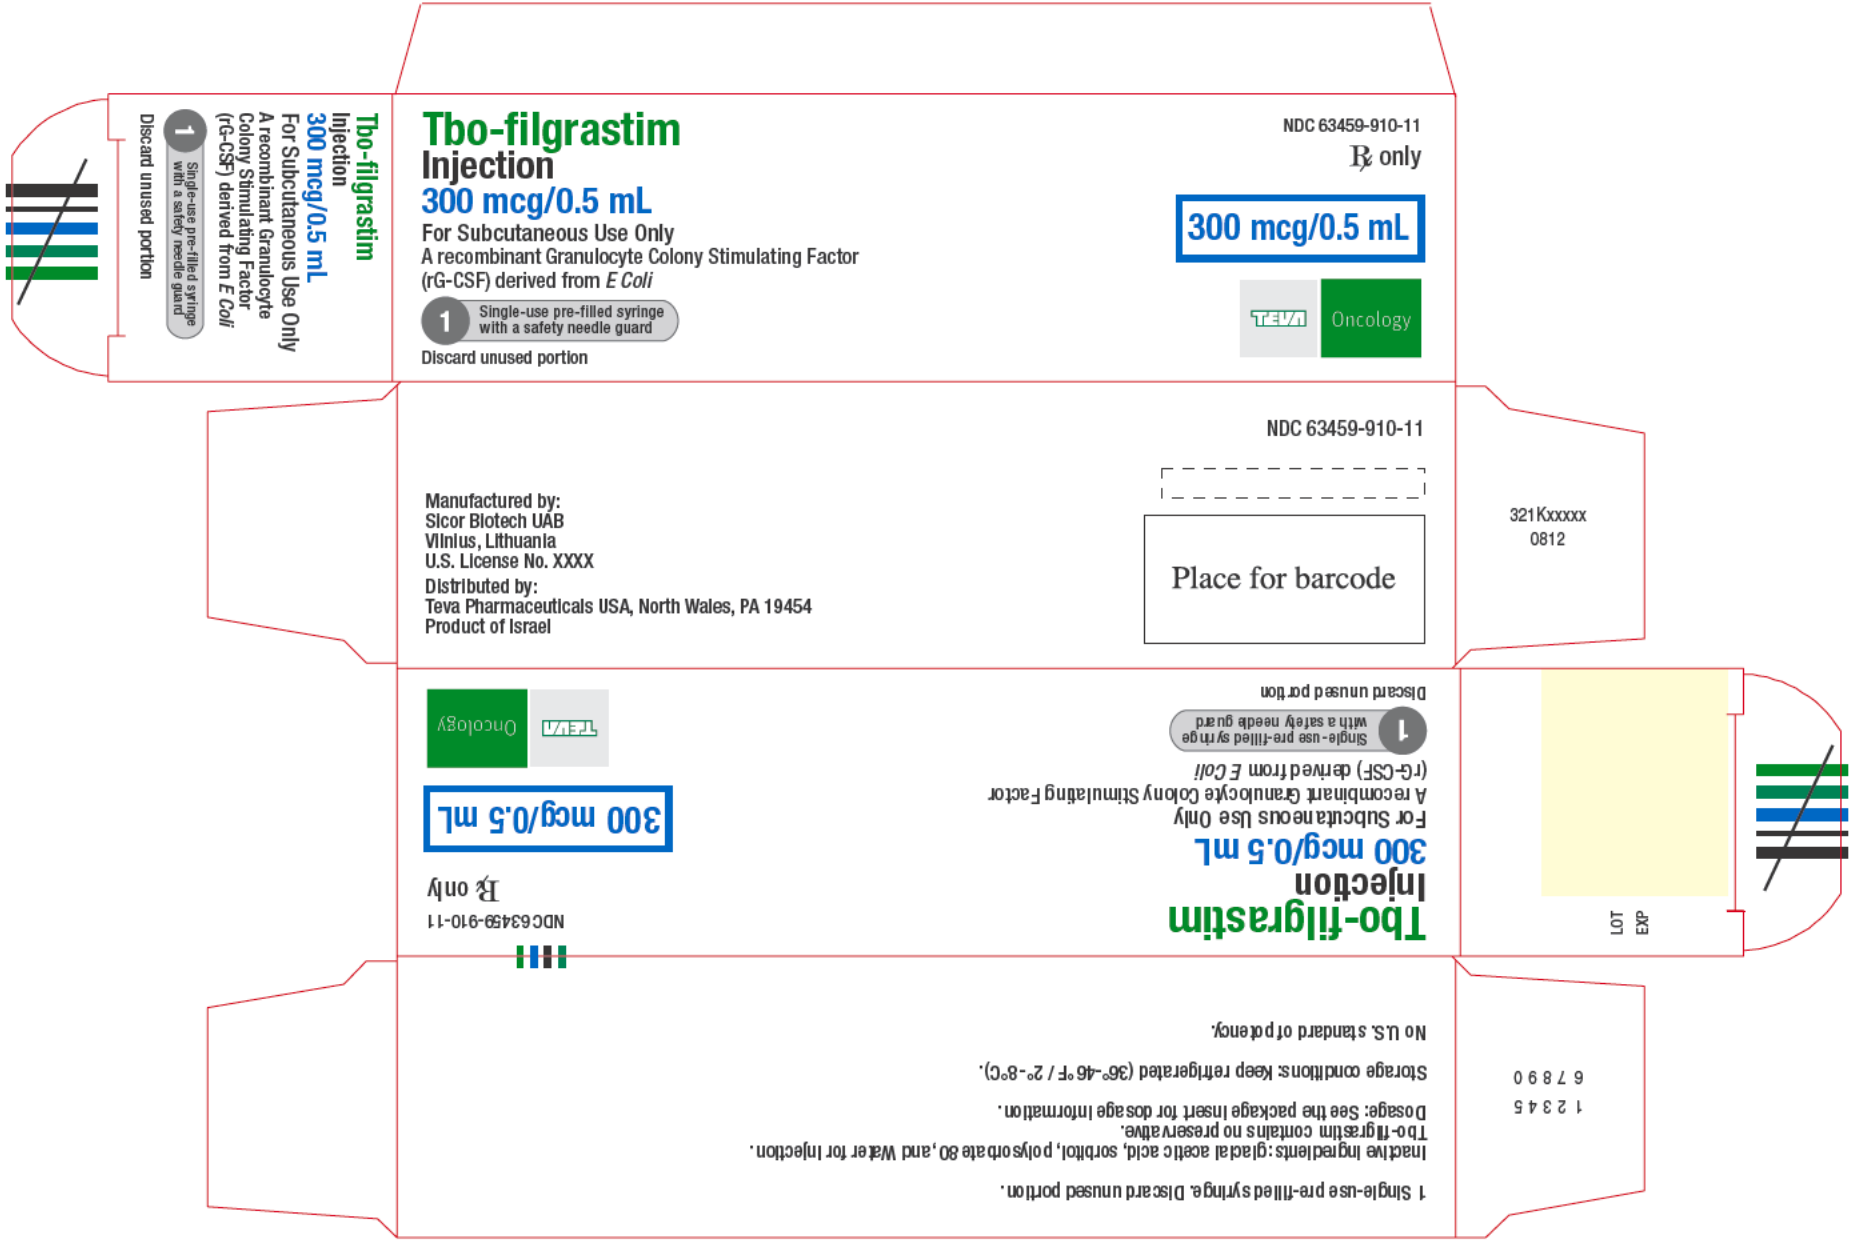 Tbo-filgrastim
Injection
300 mcg/0.5 mL
For Subcutaneous Use Only
A recombinant Granulocyte
Colony Stimulating Factor
(rG-CSF) derived from E Coli
1
Single-use pre-filled syringe
with a safety needle guard
Discard unused portion
Tbo-filgrastim
Injection
300 mcg/0.5 mL
For Subcutaneous Use Only
A recombinant Granulocyte Colony Stimulating Factor
(rG-CSF) derived from E Coli
1
Single-use pre-filled syringe
with a safety needle guard
Discard unused portion
NDC 63459-910-11
℞ only
300 mcg/0.5 mL
TEVA Oncology
NDC 63459-910-11
Manufactured by:
Sicor Biotech UAB
Vilnius, Lithuania
U.S. License No. XXXX
Distributed by:
Teva Pharmaceuticals USA, North Wales, PA 19454
Product of Israel
Place for barcode
321Kxxxxx
0812
Tbo-filgrastim
Injection
300 mcg/0.5 mL
For Subcutaneous Use Only
A recombinant Granulocyte Colony Stimulating Factor
(rG-CSF) derived from E Coli
1
Single-use pre-filled syringe
with a safety needle guard
Discard unused portion
NDC 63459-910-11
℞ only
300 mcg/0.5 mL
TEVA Oncology
LOT
EXP
1 Single-use pre-filled syringe. Discard unused portion.
Inactive Ingredients: glacial acetic acid, sorbitol, polysorbate 80, and Water for Injection.
Tbo-filgrastim contains no preservative.
Dosage: See the package insert for dosage information.
Storage conditions: Keep refrigerated (36°-46°F / 2°-8°C).
No U.S. standard of potency.
1 2 3 4 5
6 7 8 9 0